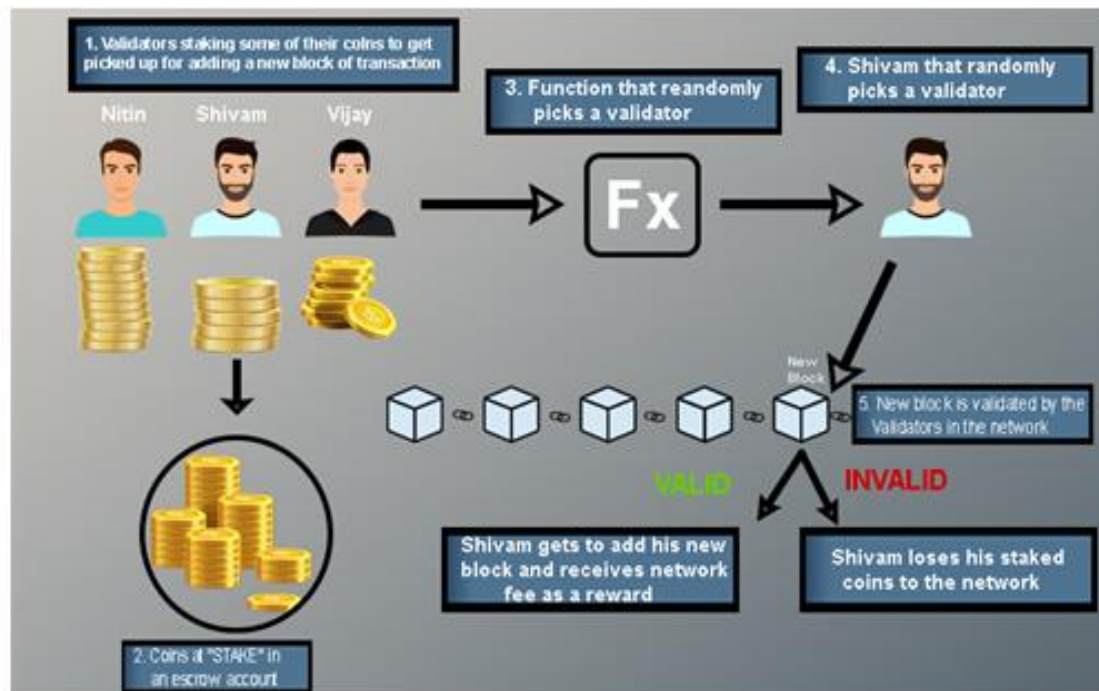 1. Validators staking some of their coins to get
picked up for adding a new block of transaction
Nitin
Shivam
Vijay
3. Function that reandomly
picks a validator
4. Shivam that randomly
picks a validator
Fx
New
Block
5. New block is validated by the
Validators in the network
VALID
INVALID
Shivam gets to add his new
block and receives network
fee as a reward
Shivam loses his staked
coins to the network
2. Coins at "STAKE" in
an escrow account